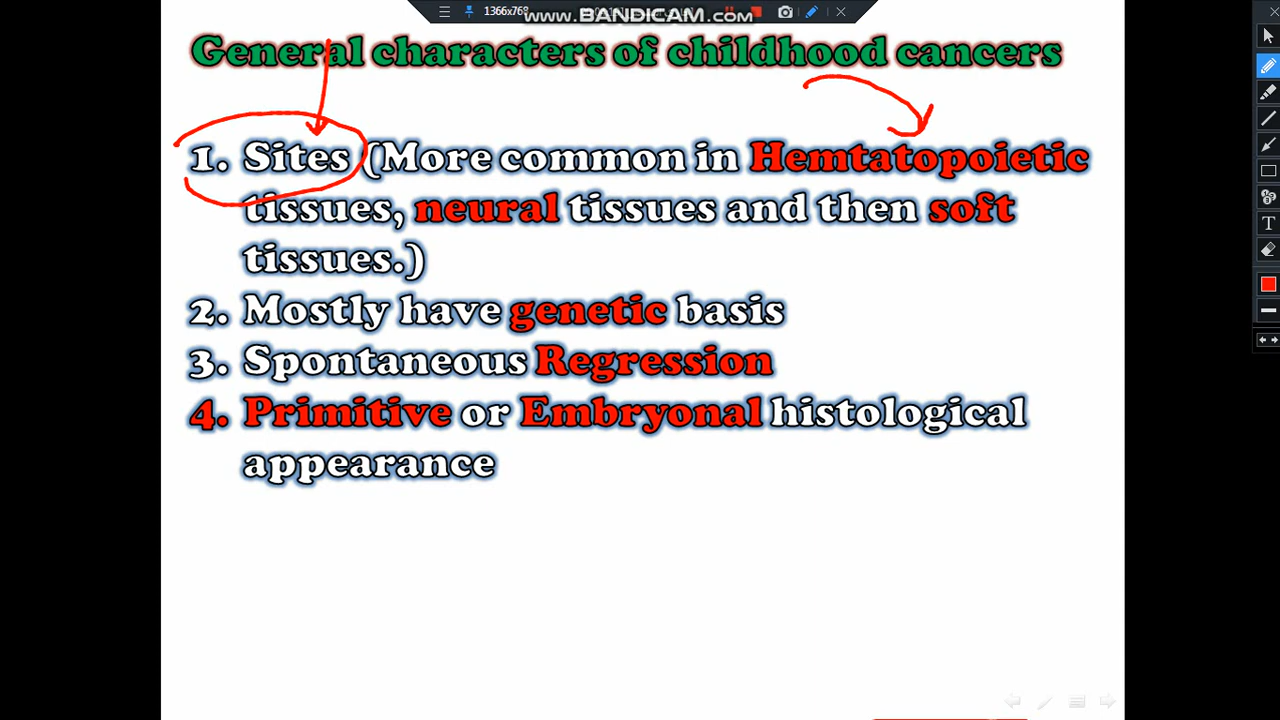 1366x768
www.BANDICAM.com
General characters of childhood cancers
1. Sites (More common in Hemtatopoietic
tissues, neural tissues and then soft
tissues.)
2. Mostly have genetic basis
3. Spontaneous Regression
4. Primitive or Embryonal histological
appearance